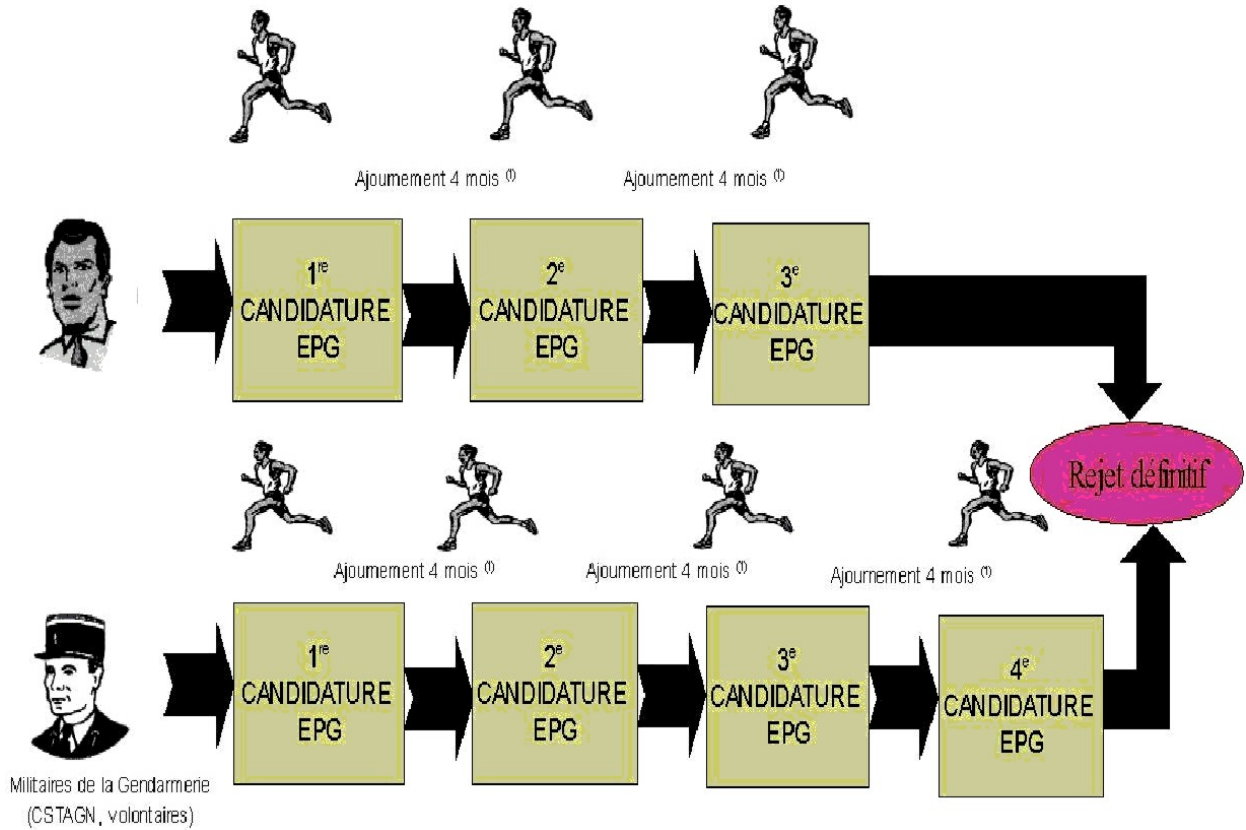 Ajournement 4 mois (1)
Ajournement 4 mois (1)
1re
CANDIDATURE
EPG
2e
CANDIDATURE
EPG
3e
CANDIDATURE
EPG
Rejet définitif
Ajournement 4 mois (1)
Ajournement 4 mois (1)
Ajournement 4 mois (1)
1re
CANDIDATURE
EPG
2e
CANDIDATURE
EPG
3e
CANDIDATURE
EPG
4e
CANDIDATURE
EPG
Militaires de la Gendarmerie
(CSTAGN, volontaires)